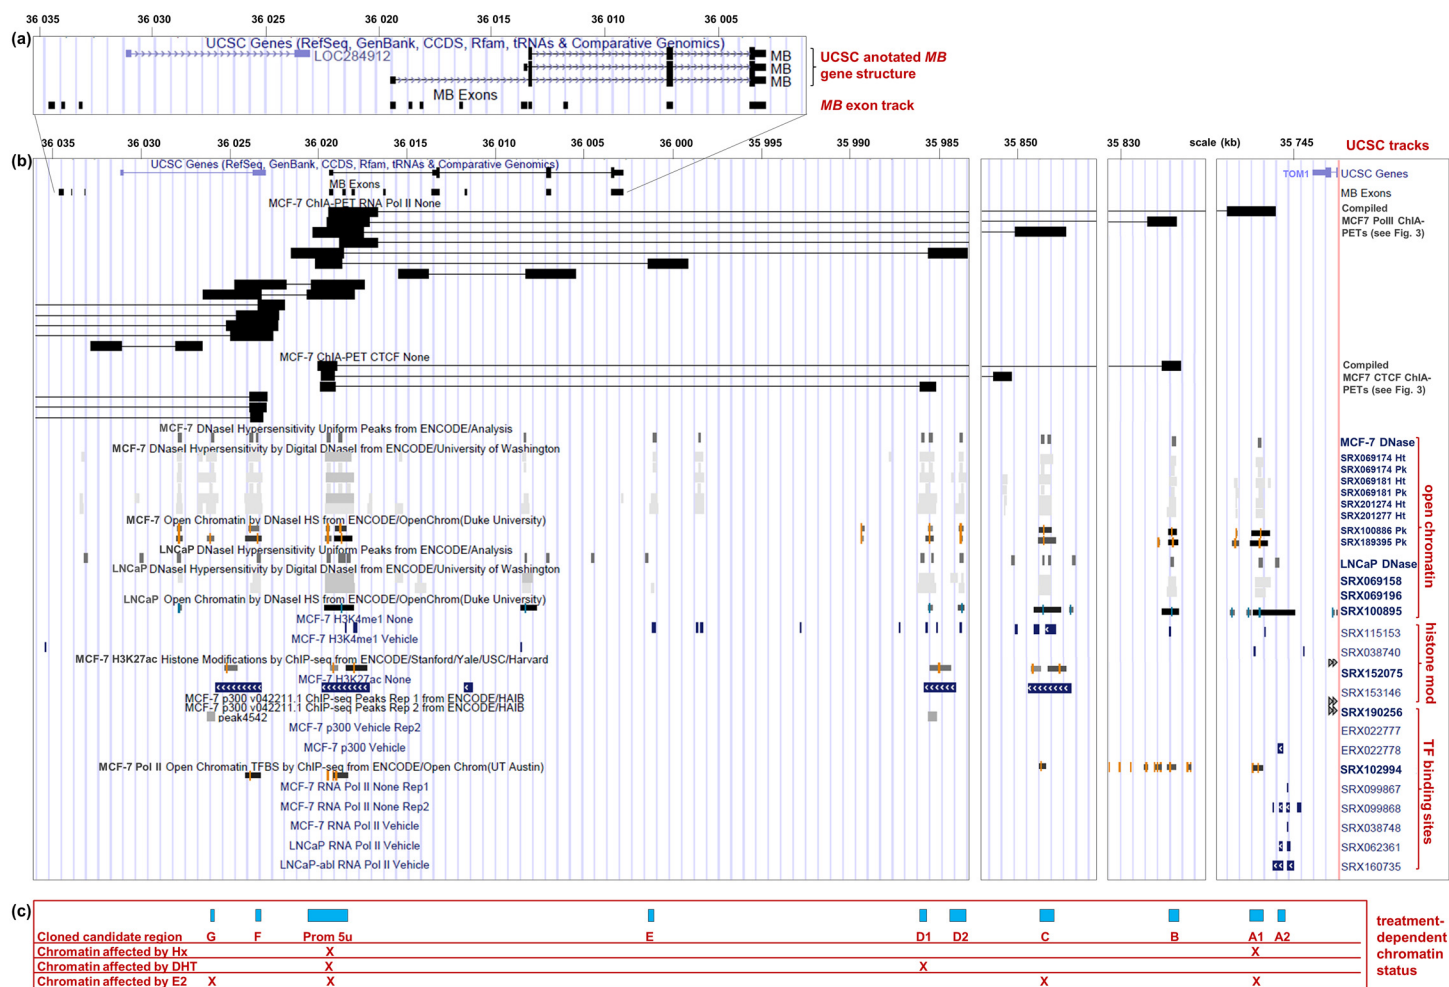 36 030 36 025 36 020 36 015 36 010 36 005
(a)
UCSC Genes (RefSeq, GenBank, CCDS, Rfam, tRNAs & Comparative Genomics)
LOC284912 MB
MB
MB
UCSC anotated MB
gene structure
MB Exons
MB exon track
(b)
36 035 36 030 36 025 36 020 36 015 36 010 36 005 36 000 35 995 35 990 35 985 35 850 35 830 scale (kb) 35 745 UCSC tracks
UCSC Genes (RefSeq, GenBank, CCDS, Rfam, tRNAs & Comparative Genomics)
TOM1 UCSC Genes
MB Exons
MB Exons
MCF-7 ChIA-PET RNA Pol II None
Compiled
MCF7 PolII ChIA-
PETs (see Fig. 3)
MCF-7 ChIA-PET CTCF None
Compiled
MCF7 CTCF ChIA-
PETs (see Fig. 3)
MCF-7 DNaseI Hypersensitivity Uniform Peaks from ENCODE/Analysis
MCF-7 DNase
MCF-7 DNaseI Hypersensitivity by Digital DNaseI from ENCODE/University of Washington
SRX069174 Ht
SRX069174 Pk
SRX069181 Ht
SRX069181 Pk
SRX201274 Ht
SRX201277 Ht
MCF-7 Open Chromatin by DNaseI HS from ENCODE/OpenChrom(Duke University)
SRX100886 Pk
SRX189395 Pk
LNCaP DNaseI Hypersensitivity Uniform Peaks from ENCODE/Analysis
LNCaP DNase
LNCaP DNaseI Hypersensitivity by Digital DNaseI from ENCODE/University of Washington
SRX069158
SRX069196
LNCaP Open Chromatin by DNaseI HS from ENCODE/OpenChrom(Duke University)
SRX100895
open chromatin
MCF-7 H3K4me1 None
SRX115153
MCF-7 H3K4me1 Vehicle
SRX038740
MCF-7 H3K27ac Histone Modifications by ChIP-seq from ENCODE/Stanford/Yale/USC/Harvard
SRX152075
MCF-7 H3K27ac None
SRX153146
histone mod
MCF-7 p300 v042211.1 ChIP-seq Peaks Rep 1 from ENCODE/HAIB
MCF-7 p300 v042211.1 ChIP-seq Peaks Rep 2 from ENCODE/HAIB
peak4542
SRX190256
MCF-7 p300 Vehicle Rep2
ERX022777
MCF-7 p300 Vehicle
ERX022778
MCF-7 Pol II Open Chromatin TFBS by ChIP-seq from ENCODE/Open Chrom(UT Austin)
SRX102994
MCF-7 RNA Pol II None Rep1
SRX099867
MCF-7 RNA Pol II None Rep2
SRX099868
MCF-7 RNA Pol II Vehicle
SRX038748
LNCaP RNA Pol II Vehicle
SRX062361
LNCaP-abl RNA Pol II Vehicle
SRX160735
TF binding sites
(c)
Cloned candidate region G F Prom 5u E D1 D2 C B A1 A2
Chromatin affected by Hx X X
Chromatin affected by DHT X X
Chromatin affected by E2 X X X X
treatment-
dependent
chromatin
status